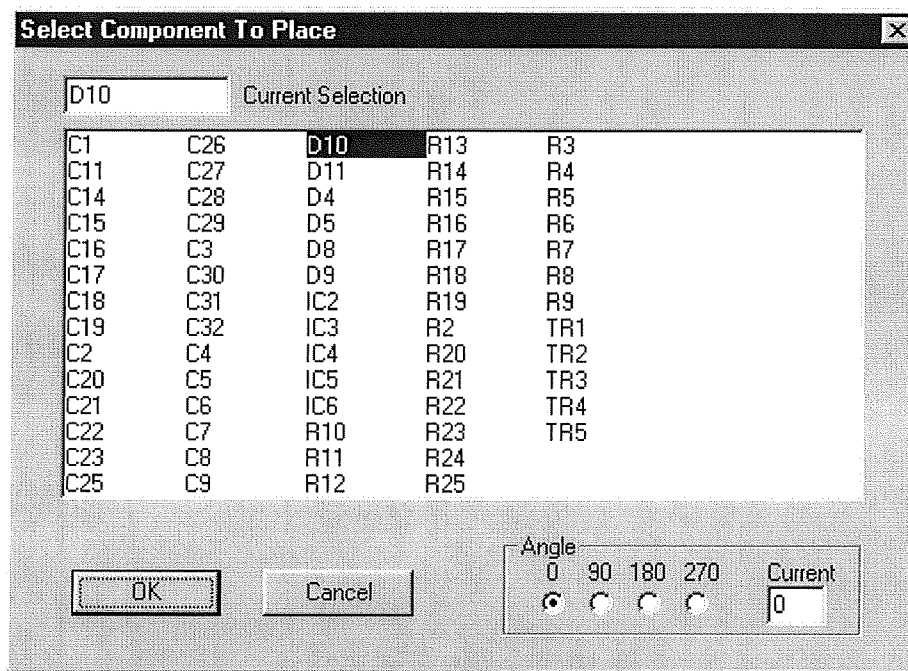 Select Component To Place
D10 Current Selection
C1 C26 D10 R13 R3
C11 C27 D11 R14 R4
C14 C28 D4 R15 R5
C15 C29 D5 R16 R6
C16 C3 D8 R17 R7
C17 C30 D9 R18 R8
C18 C31 IC2 R19 R9
C19 C32 IC3 R2 TR1
C2 C4 IC4 R20 TR2
C20 C5 IC5 R21 TR3
C21 C6 IC6 R22 TR4
C22 C7 R10 R23 TR5
C23 C8 R11 R24
C25 C9 R12 R25
Angle
0 90 180 270 Current
OK Cancel 0